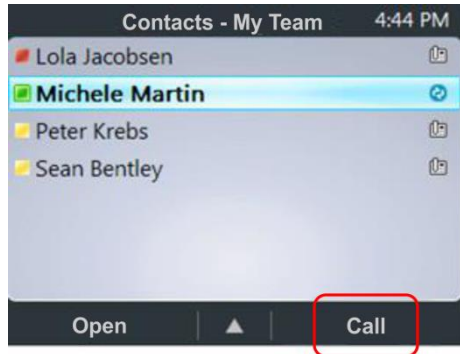 Contacts - My Team 4:44 PM
Lola Jacobsen
Michele Martin
Peter Krebs
Sean Bentley
Open Call